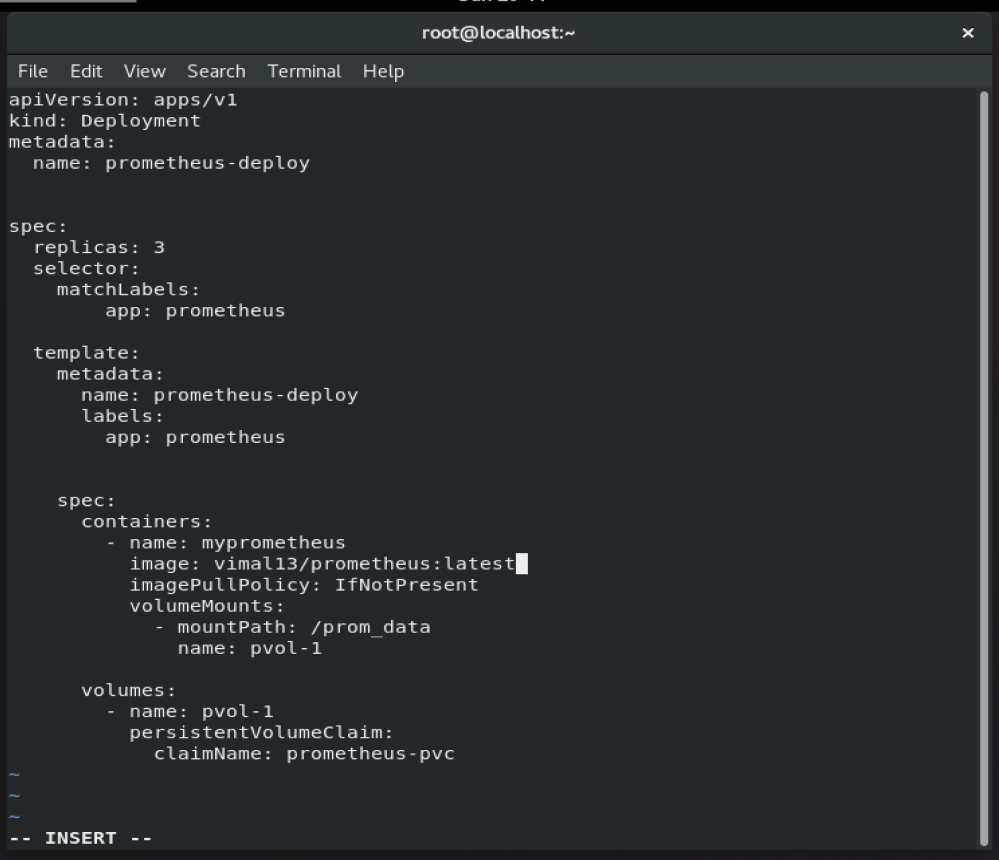 root@localhost:~ ×
File Edit View Search Terminal Help
apiVersion: apps/v1
kind: Deployment
metadata:
  name: prometheus-deploy
spec:
  replicas: 3
  selector:
    matchLabels:
        app: prometheus
  template:
    metadata:
      name: prometheus-deploy
      labels:
        app: prometheus
    spec:
      containers:
        - name: myprometheus
          image: vimal13/prometheus:latest
          imagePullPolicy: IfNotPresent
          volumeMounts:
            - mountPath: /prom_data
              name: pvol-1
      volumes:
        - name: pvol-1
          persistentVolumeClaim:
            claimName: prometheus-pvc
~
~
~
-- INSERT --